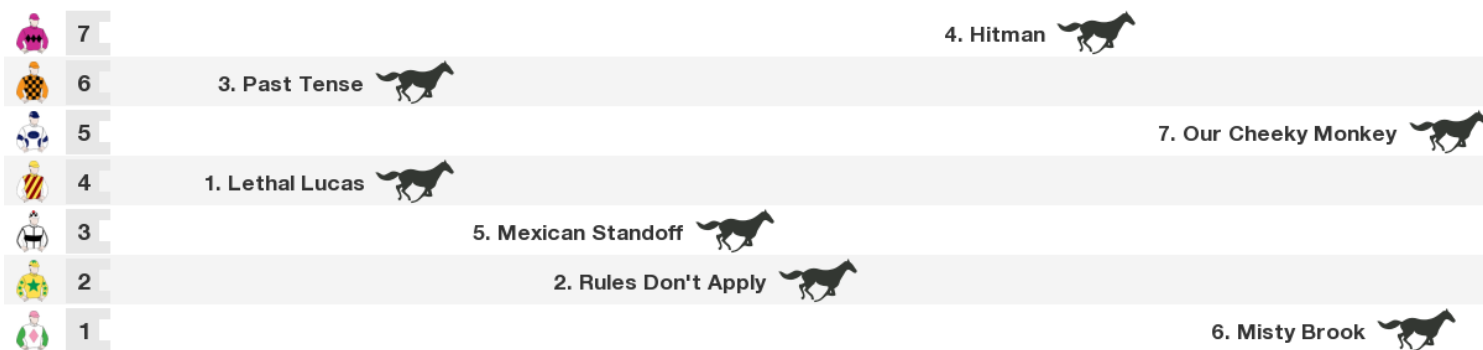 7 4. Hitman
6 3. Past Tense
5 7. Our Cheeky Monkey
4 1. Lethal Lucas
3 5. Mexican Standoff
2 2. Rules Don't Apply
1 6. Misty Brook